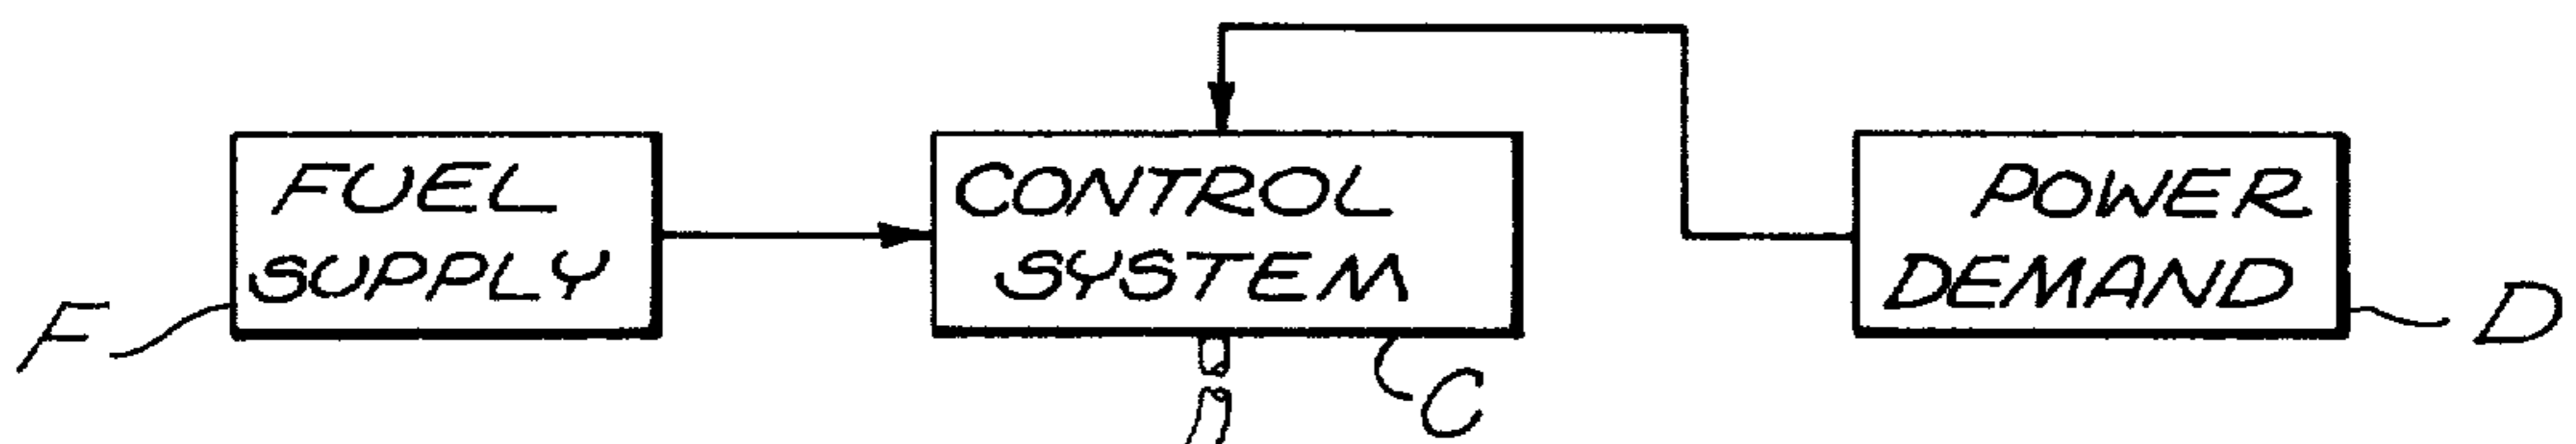 FUEL
SUPPLY
CONTROL
SYSTEM
POWER
DEMAND
F
C
D